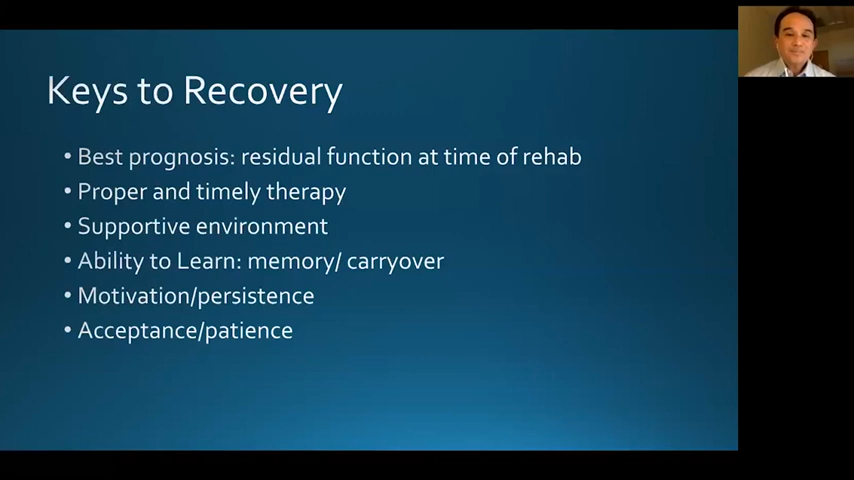 Keys to Recovery
• Best prognosis: residual function at time of rehab
• Proper and timely therapy
• Supportive environment
• Ability to Learn: memory/ carryover
• Motivation/persistence
• Acceptance/patience